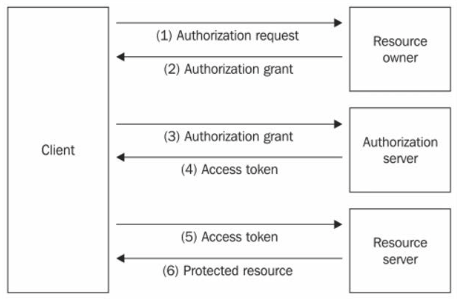 Client
(1) Authorization request
(2) Authorization grant
Resource
owner
(3) Authorization grant
(4) Access token
Authorization
server
(5) Access token
(6) Protected resource
Resource
server